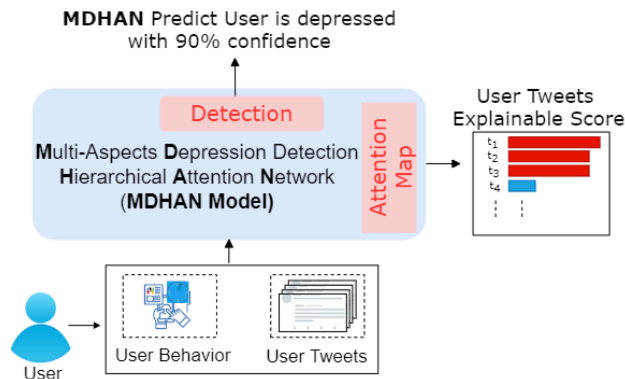 MDHAN Predict User is depressed
with 90% confidence
Detection
Multi-Aspects Depression Detection
Hierarchical Attention Network
(MDHAN Model)
Attention
Map
User Tweets
Explainable Score
t1
t2
t3
t4
User Behavior
User Tweets
User